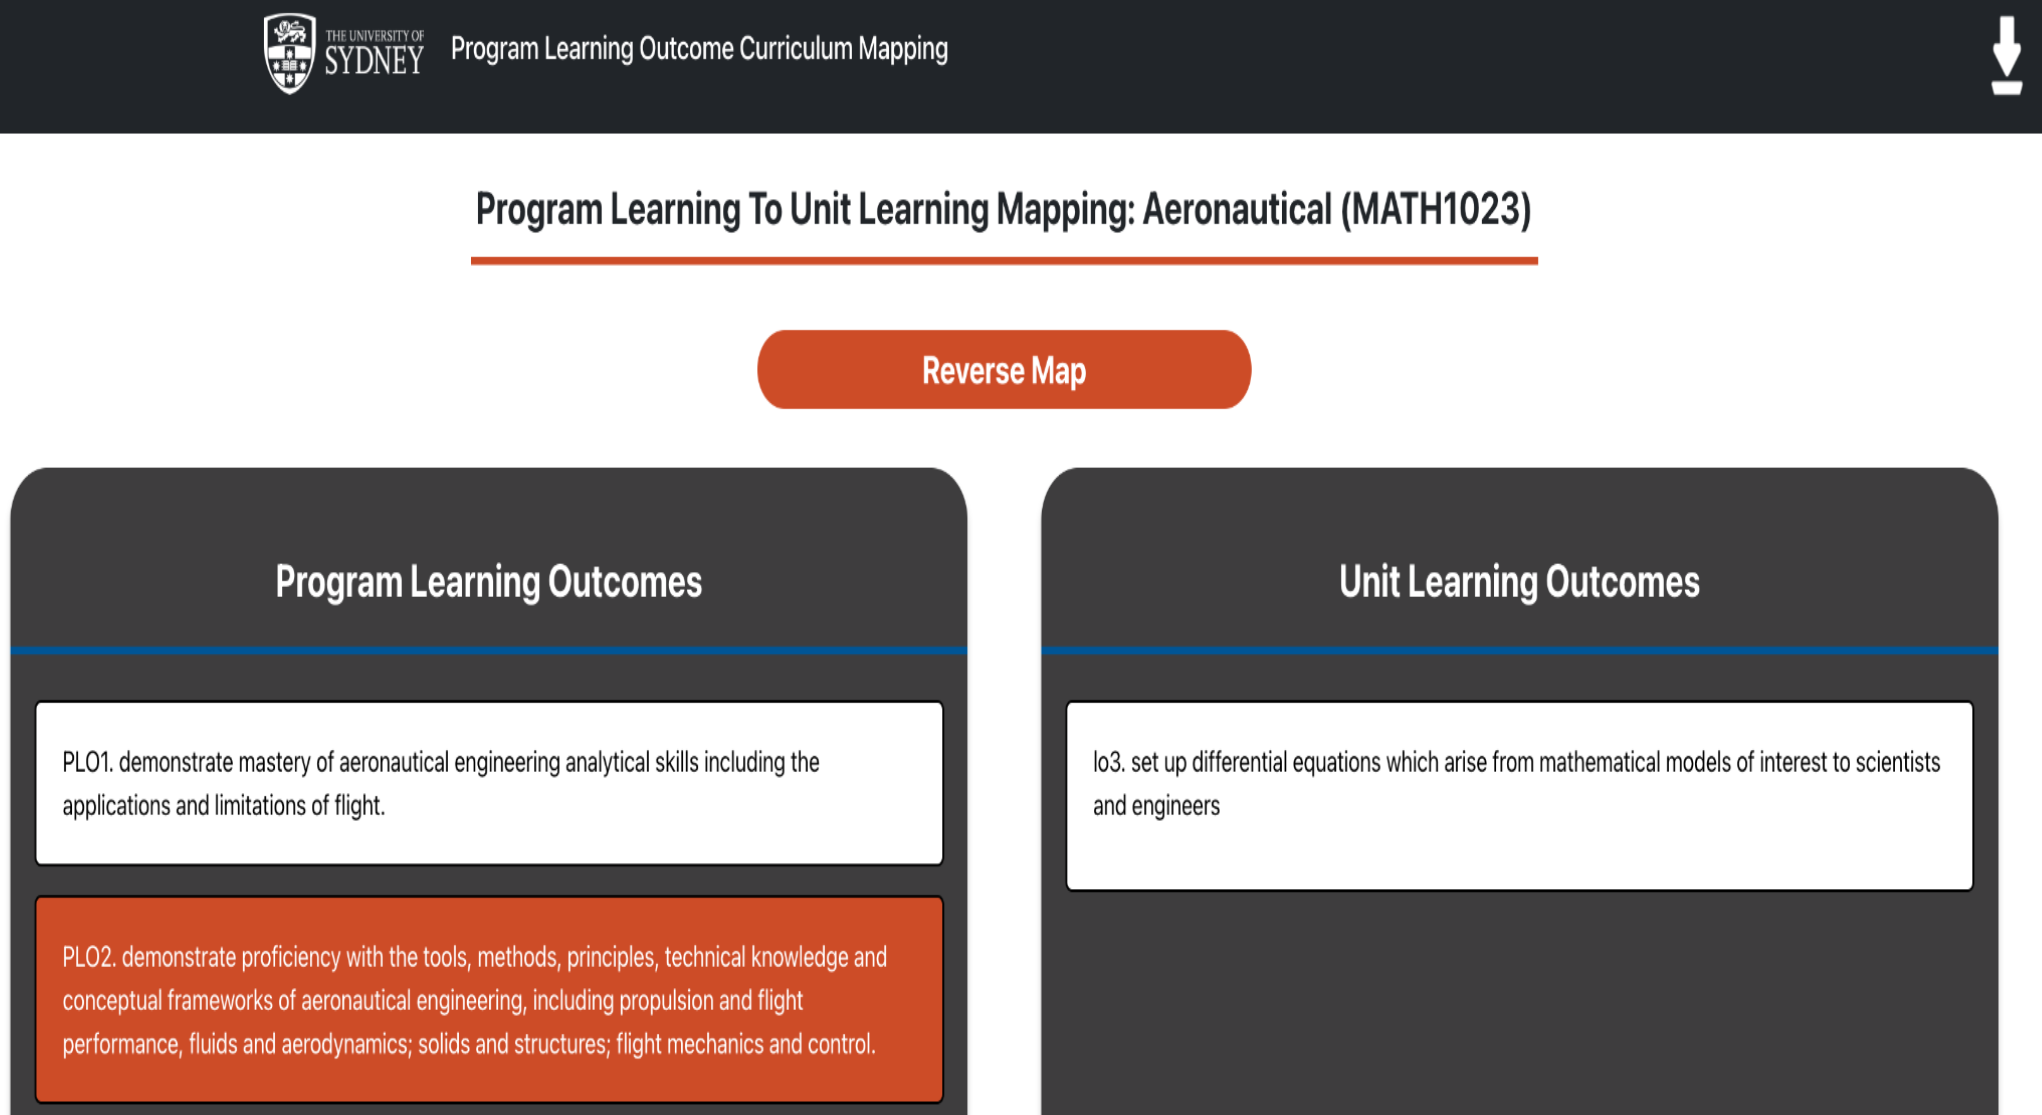 THE UNIVERSITY OF
SYDNEY
Program Learning Outcome Curriculum Mapping
Program Learning To Unit Learning Mapping: Aeronautical (MATH1023)
Reverse Map
Program Learning Outcomes
PLO1. demonstrate mastery of aeronautical engineering analytical skills including the
applications and limitations of flight.
PLO2. demonstrate proficiency with the tools, methods, principles, technical knowledge and
conceptual frameworks of aeronautical engineering, including propulsion and flight
performance, fluids and aerodynamics; solids and structures; flight mechanics and control.
Unit Learning Outcomes
lo3. set up differential equations which arise from mathematical models of interest to scientists
and engineers